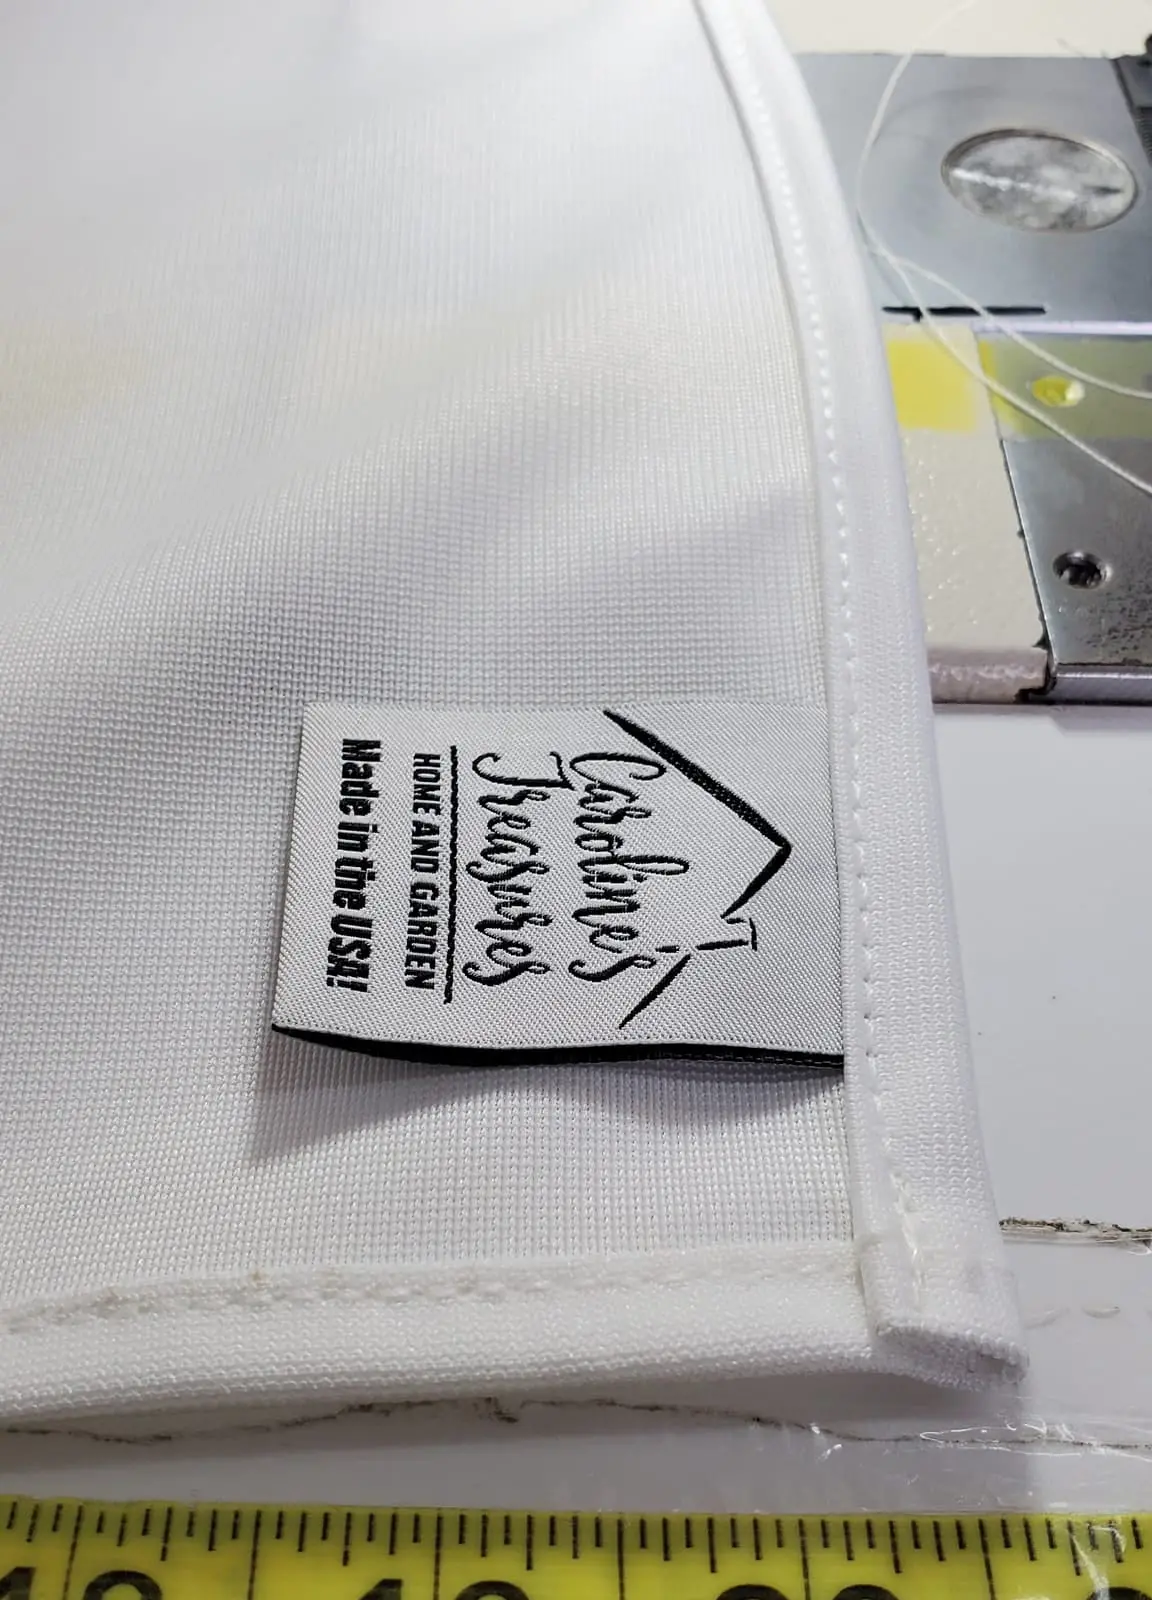 Caroline's
Treasures
HOME AND GARDEN
Made in the USA!